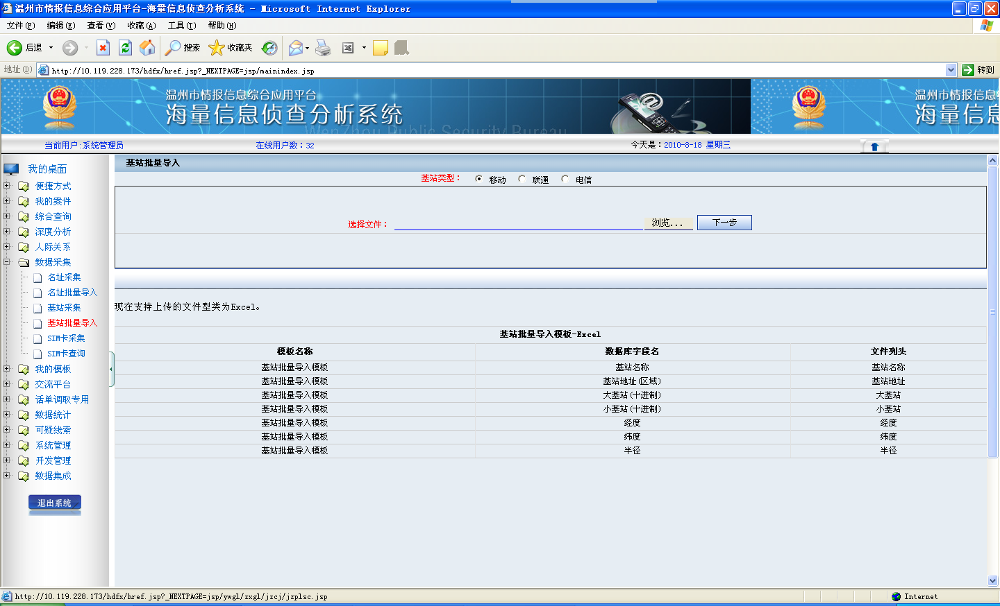 温州市情报信息综合应用平台-海量信息侦查分析系统 - Microsoft Internet Explorer
文件(F) 编辑(E) 查看(V) 收藏(A) 工具(T) 帮助(H)
后退 搜索 收藏夹
地址(D) http://10.119.228.173/hdfx/href.jsp?_NEXTPAGE=jsp/mainindex.jsp 转到
温州市情报信息综合应用平台 温州市情报信息
海量信息侦查分析系统 海量信息
WenZhou Public Security Bureau
当前用户:系统管理员 在线用户数：32 今天是：2010-8-18 星期三
我的桌面
便捷方式
我的案件
综合查询
深度分析
人际关系
数据采集
名址采集
名址批量导入
基站采集
基站批量导入
SIM卡采集
SIM卡查询
我的模板
交流平台
话单调取专用
数据统计
可疑线索
系统管理
开发管理
数据集成
退出系统
基站批量导入
基站类型： 移动 联通 电信
选择文件： 浏览... 下一步
现在支持上传的文件型类为Excel。
基站批量导入模板-Excel
模板名称 数据库字段名 文件列头
基站批量导入模板 基站名称 基站名称
基站批量导入模板 基站地址(区域) 基站地址
基站批量导入模板 大基站(十进制) 大基站
基站批量导入模板 小基站(十进制) 小基站
基站批量导入模板 经度 经度
基站批量导入模板 纬度 纬度
基站批量导入模板 半径 半径
http://10.119.228.173/hdfx/href.jsp?_NEXTPAGE=jsp/ywgl/zxgl/jzcj/jzplsc.jsp Internet